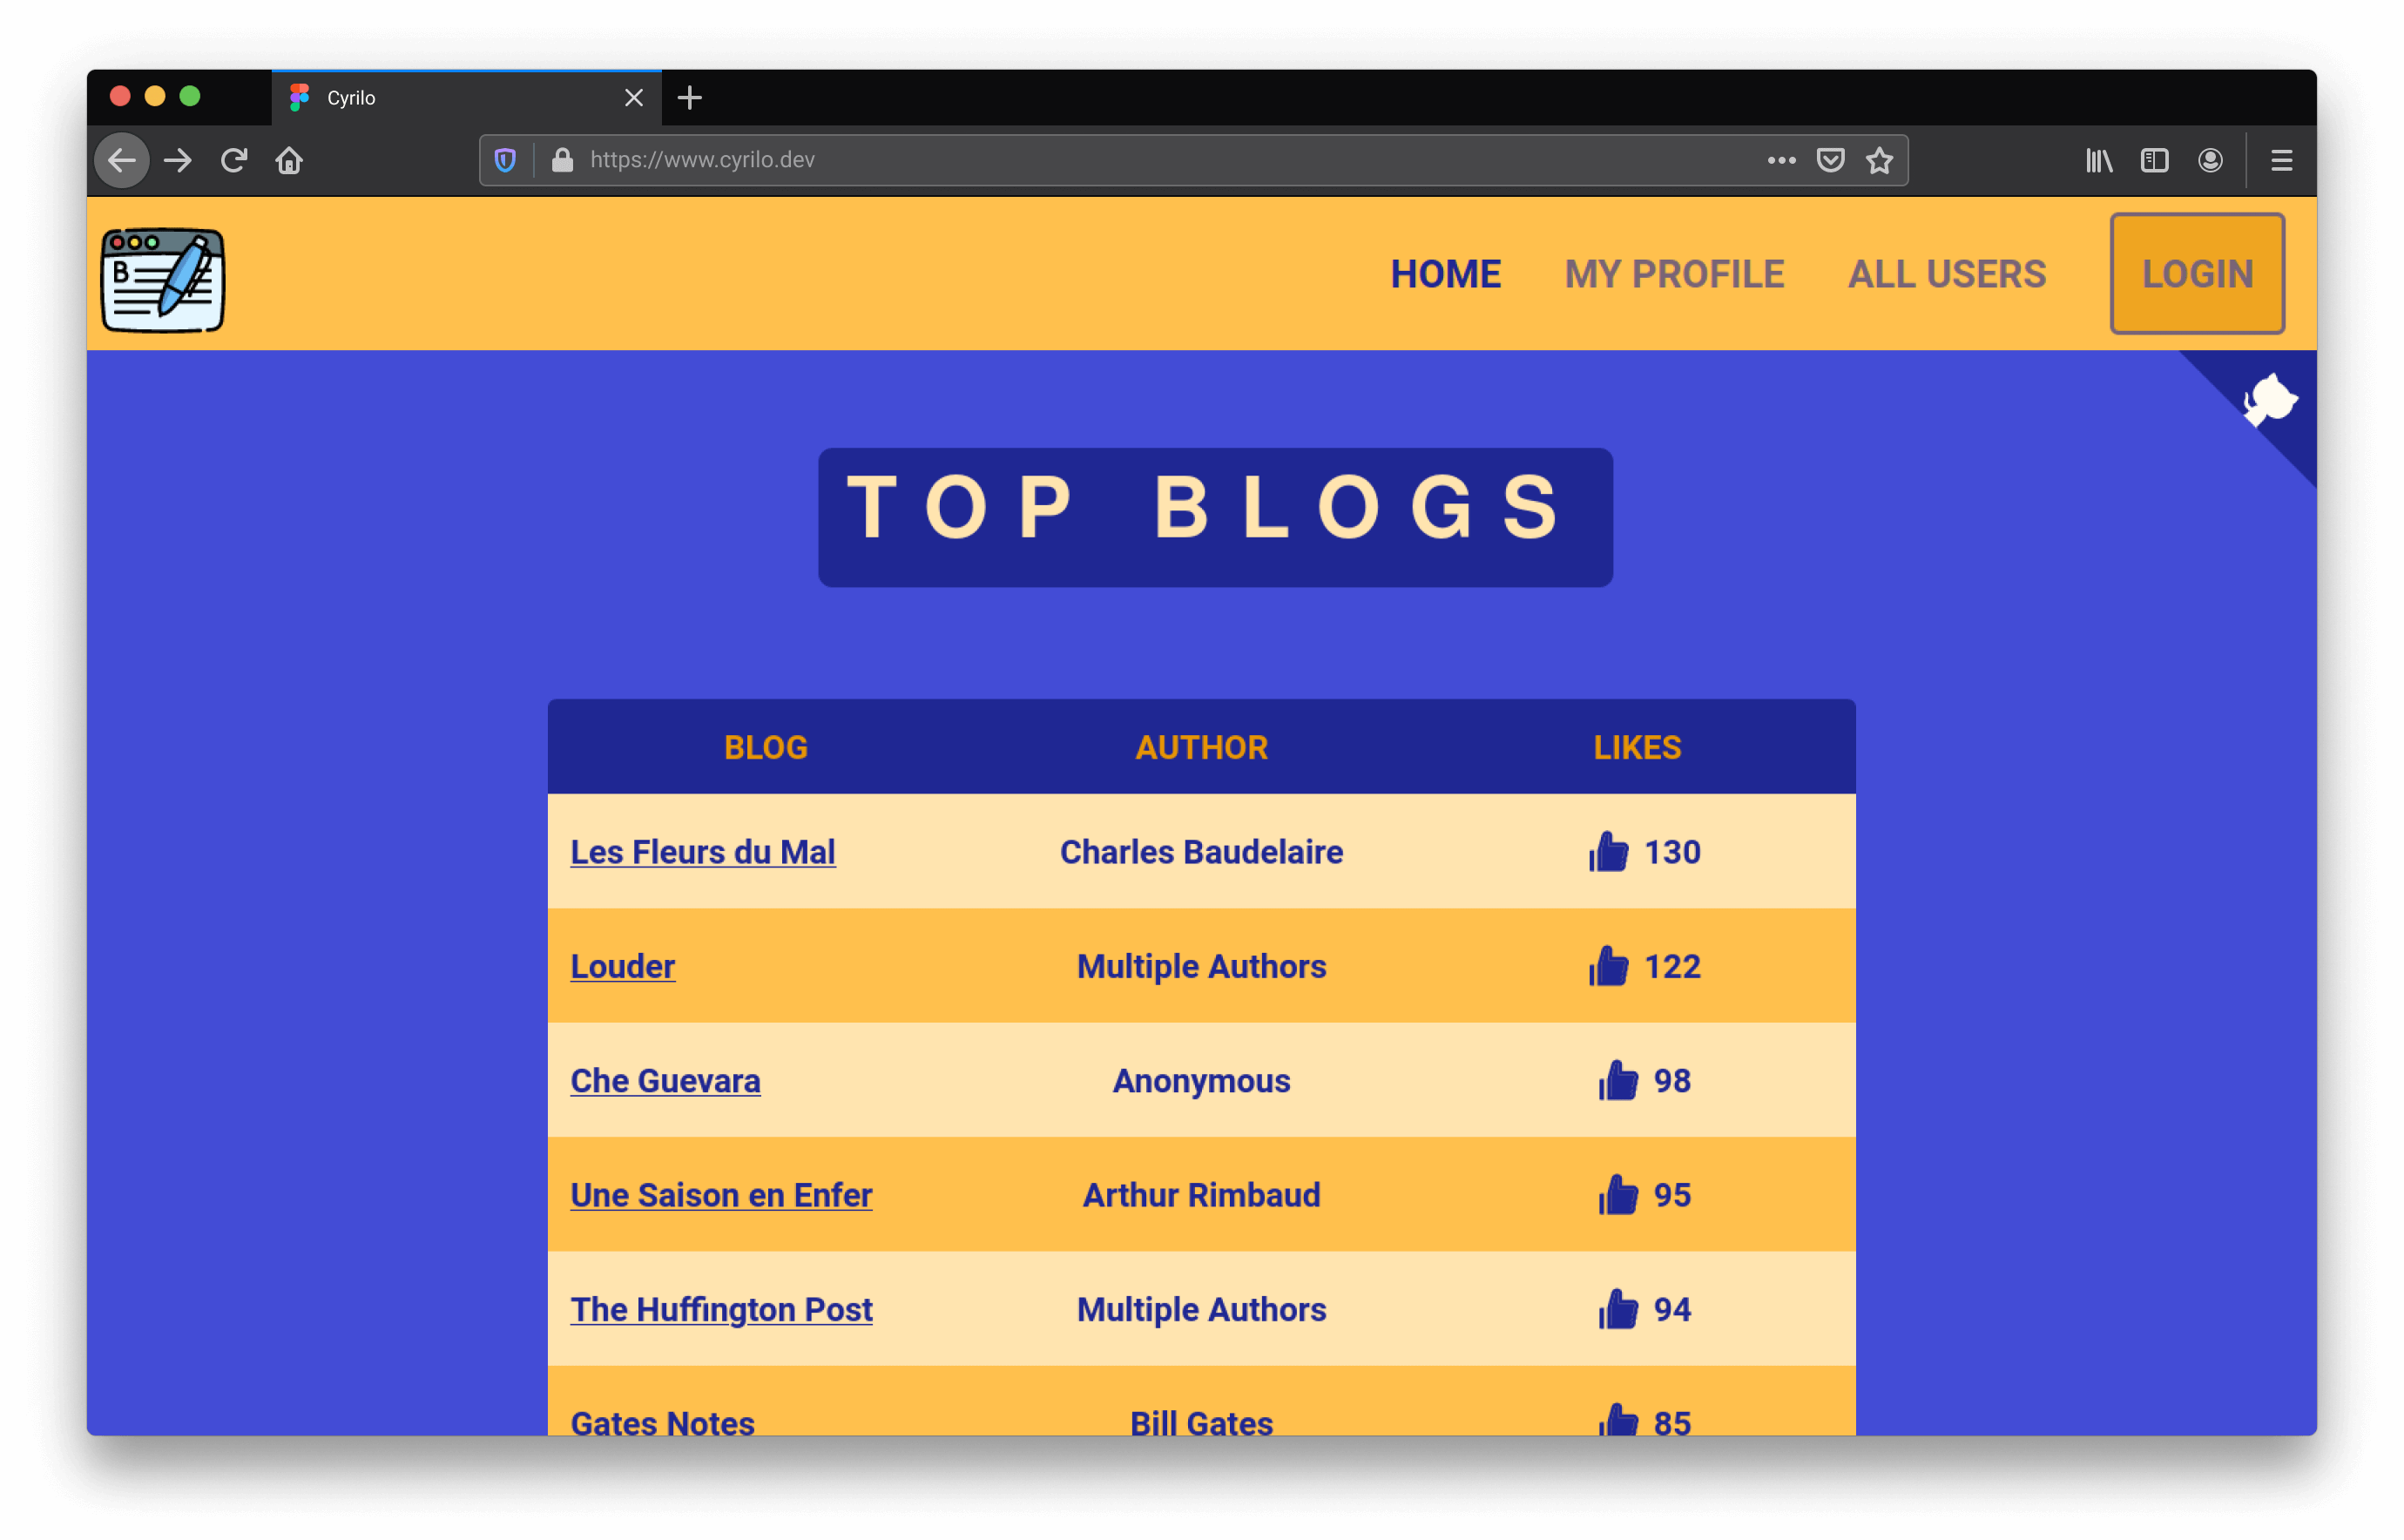 Cyrilo
https://www.cyrilo.dev
B
HOME MY PROFILE ALL USERS LOGIN
TOP BLOGS
BLOG AUTHOR LIKES
Les Fleurs du Mal Charles Baudelaire 130
Louder Multiple Authors 122
Che Guevara Anonymous 98
Une Saison en Enfer Arthur Rimbaud 95
The Huffington Post Multiple Authors 94
Gates Notes Bill Gates 85